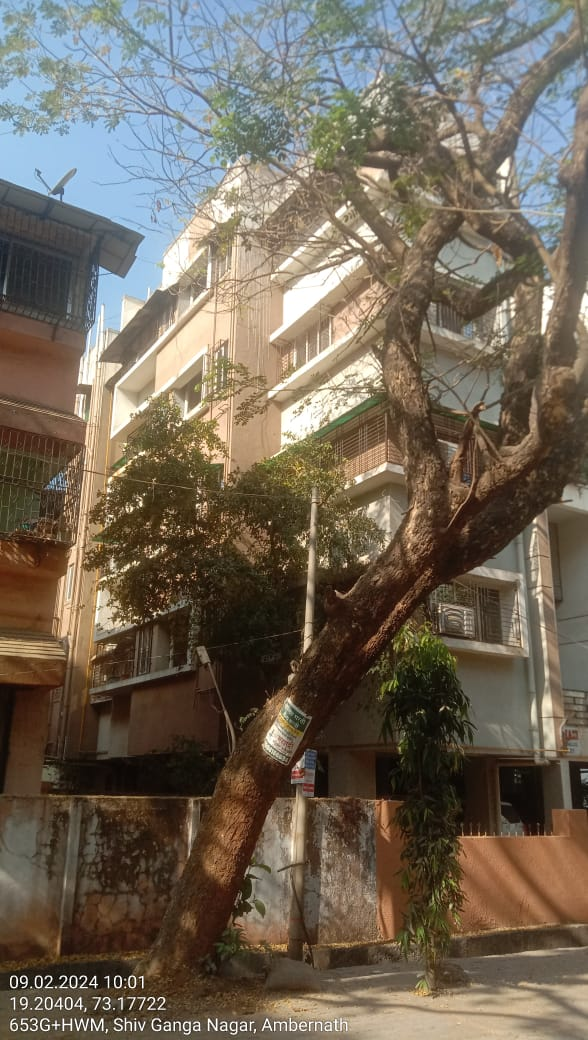 09.02.2024 10:01
19.20404, 73.17722
653G+HWM, Shiv Ganga Nagar, Ambernath